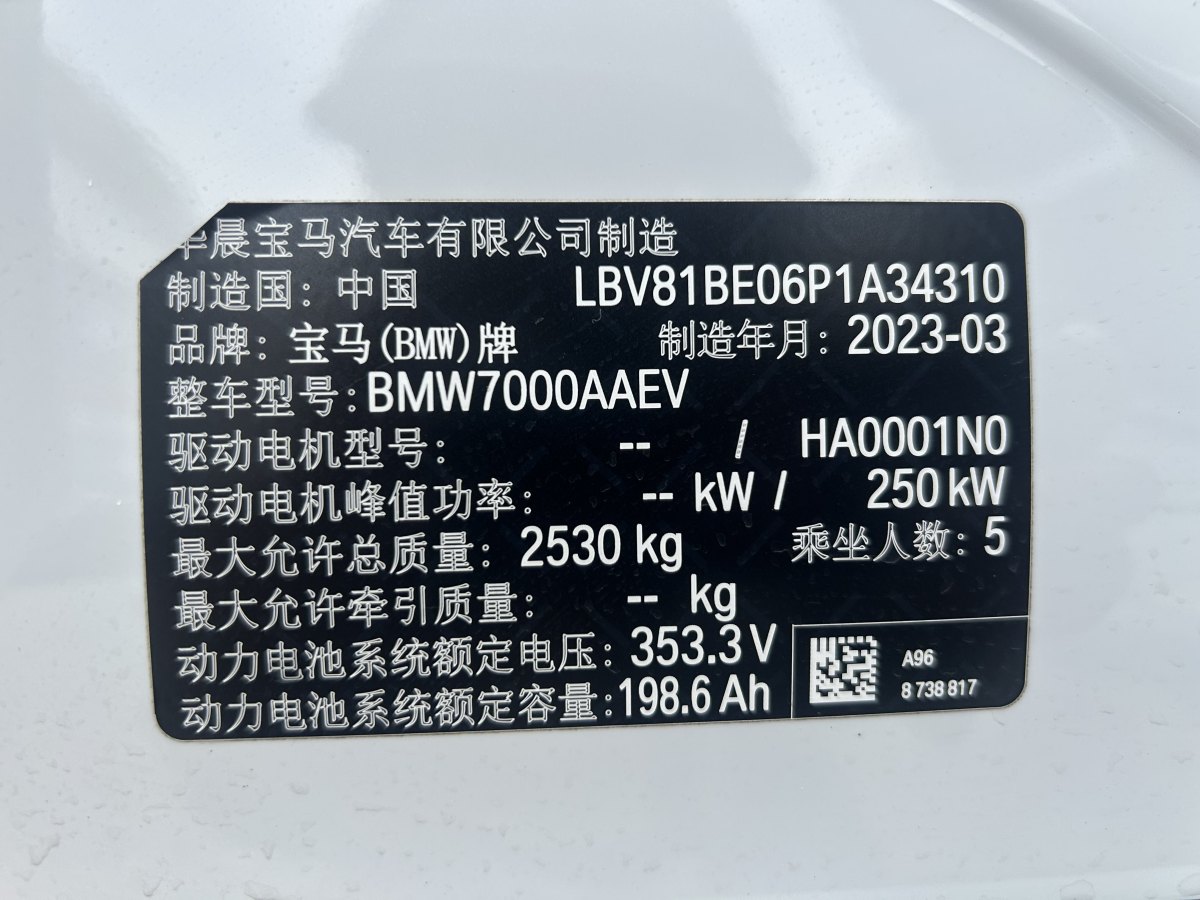 华晨宝马汽车有限公司制造
制造国：中国 LBV81BE06P1A34310
品牌：宝马(BMW)牌 制造年月：2023-03
整车型号：BMW7000AAEV
驱动电机型号： -- / HA0001N0
驱动电机峰值功率： -- kW / 250 kW
最大允许总质量：2530 kg 乘坐人数：5
最大允许牵引质量： -- kg
动力电池系统额定电压：353.3 V
动力电池系统额定容量：198.6 Ah
A96
8 738 817